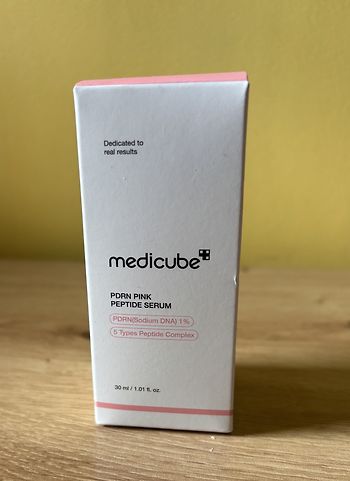 Dedicated to
real results
medicube
PDRN PINK
PEPTIDE SERUM
PDRN(Sodium DNA) 1%
5 Types Peptide Complex
30 ml / 1.01 fl. oz.